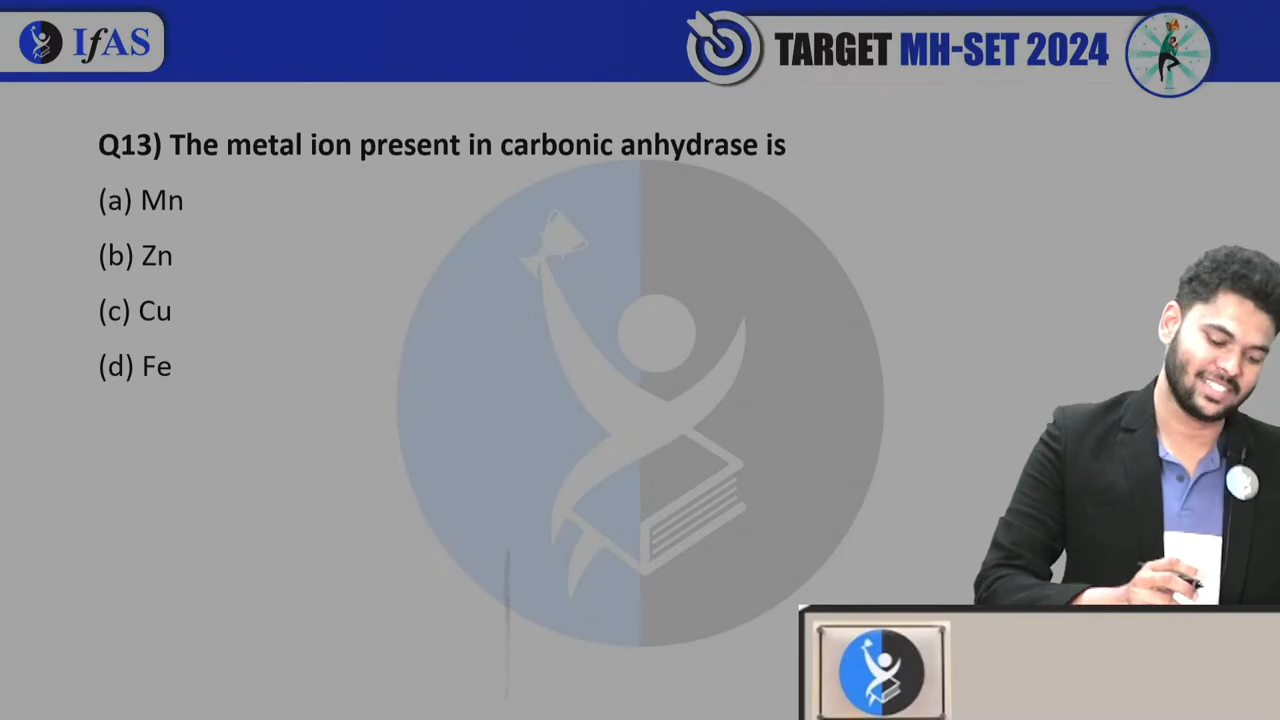 IfAS
TARGET MH-SET 2024
Q13) The metal ion present in carbonic anhydrase is
(a) Mn
(b) Zn
(c) Cu
(d) Fe